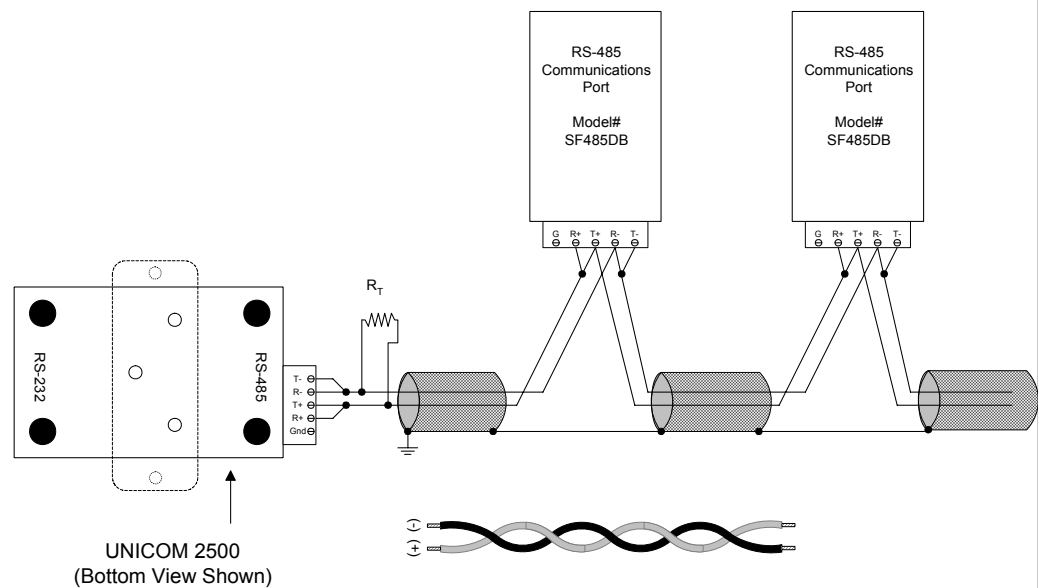 RS-485
Communications
Port
Model#
SF485DB
RS-485
Communications
Port
Model#
SF485DB
G R+ T+ R- T-
G R+ T+ R- T-
RT
RS-232
RS-485
T-
R-
T+
R+
Gnd
(-)
(+)
UNICOM 2500
(Bottom View Shown)